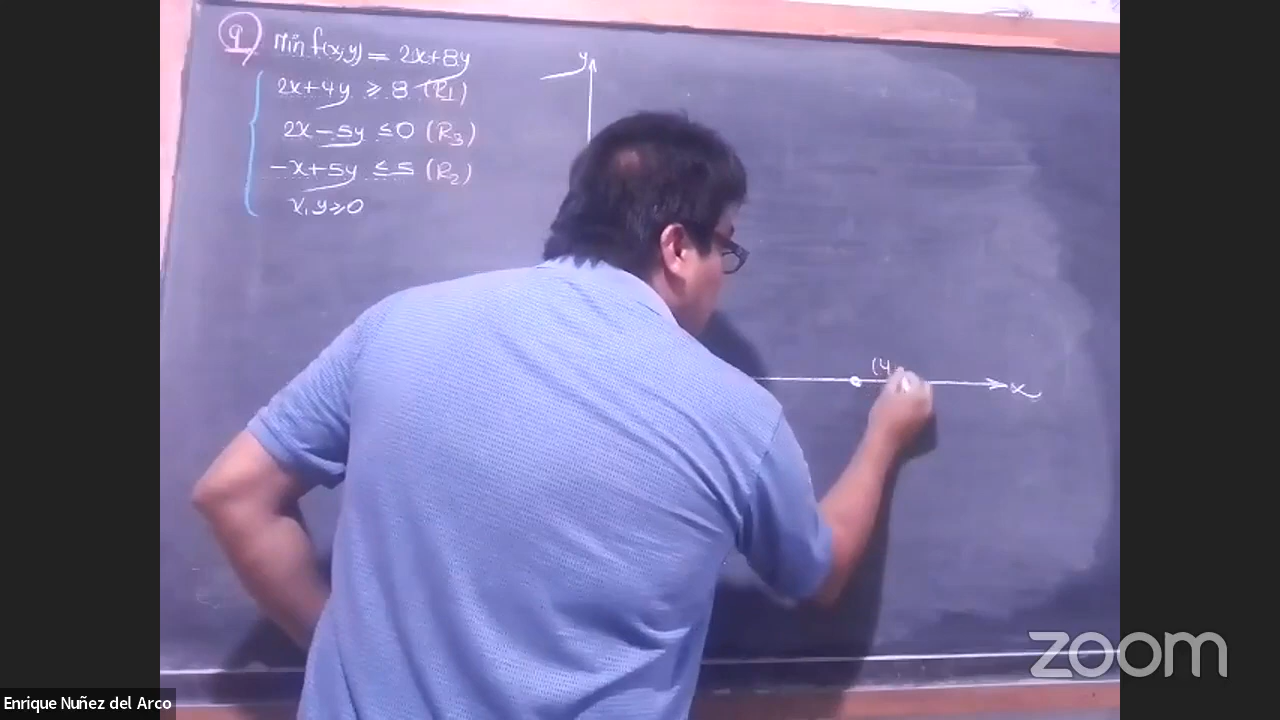 9) Min f(x,y) = 2x+8y
2x+4y ≥ 8 (R1)
2x-5y ≤ 0 (R3)
-x+5y ≤ 5 (R2)
x,y ≥ 0
y
(4,
x
zoom
Enrique Nuñez del Arco